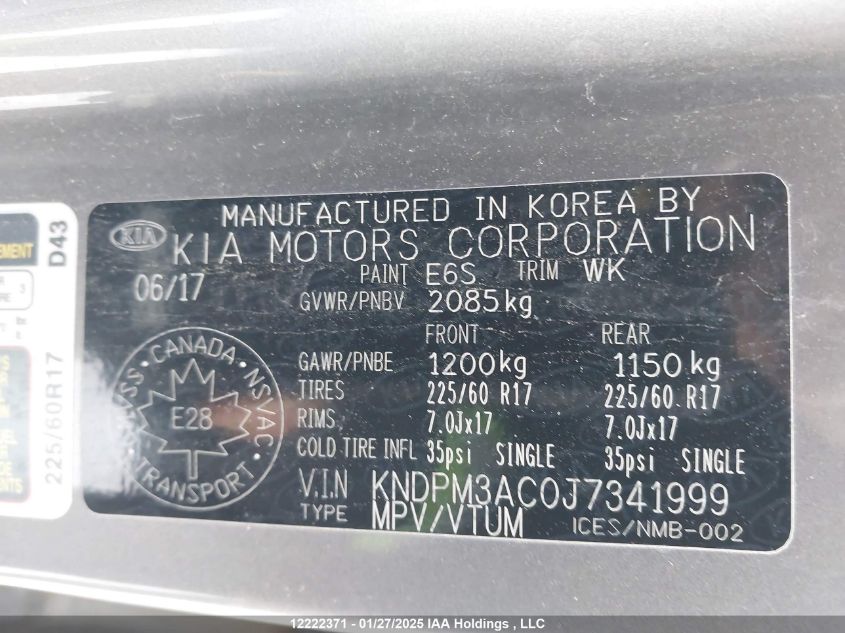 MANUFACTURED IN KOREA BY
KIA KIA MOTORS CORPORATION
06/17 PAINT E6S TRIM WK
GVWR/PNBV 2085kg
FRONT REAR
GAWR/PNBE 1200kg 1150kg
TIRES 225/60 R17 225/60 R17
RIMS 7.0Jx17 7.0Jx17
COLD TIRE INFL 35psi SINGLE 35psi SINGLE
V.I.N KNDPM3AC0J7341999
TYPE MPV/VTUM ICES/NMB-002
CANADA · NSVAC
E28
TRANSPORT
D43
225/60R17
12222371 - 01/27/2025 IAA Holdings , LLC